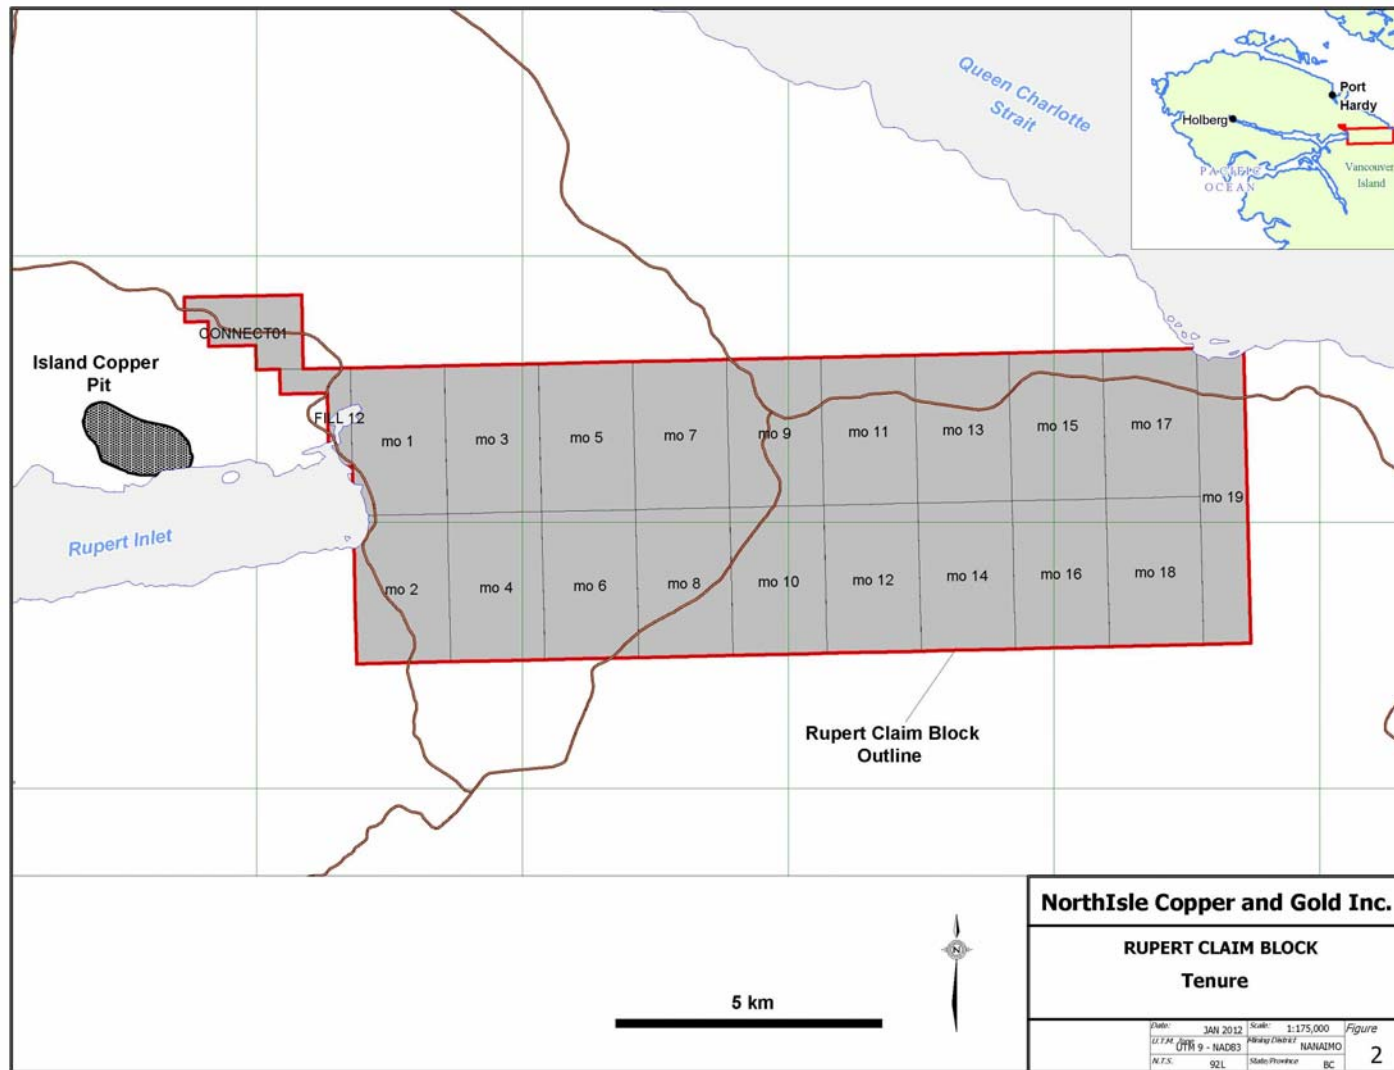 Queen Charlotte
Strait
Port
Hardy
Holberg
PACIFIC
OCEAN
Vancouver
Island
CONNECT01
Island Copper
Pit
FILL 12
mo 1
mo 3
mo 5
mo 7
mo 9
mo 11
mo 13
mo 15
mo 17
mo 19
Rupert Inlet
mo 2
mo 4
mo 6
mo 8
mo 10
mo 12
mo 14
mo 16
mo 18
Rupert Claim Block
Outline
5 km
N
NorthIsle Copper and Gold Inc.
RUPERT CLAIM BLOCK
Tenure
Date: JAN 2012 Scale: 1:175,000 Figure
U.T.M. Zone UTM 9 - NAD83 Mining District NANAIMO 2
N.T.S. 92L State/Province BC